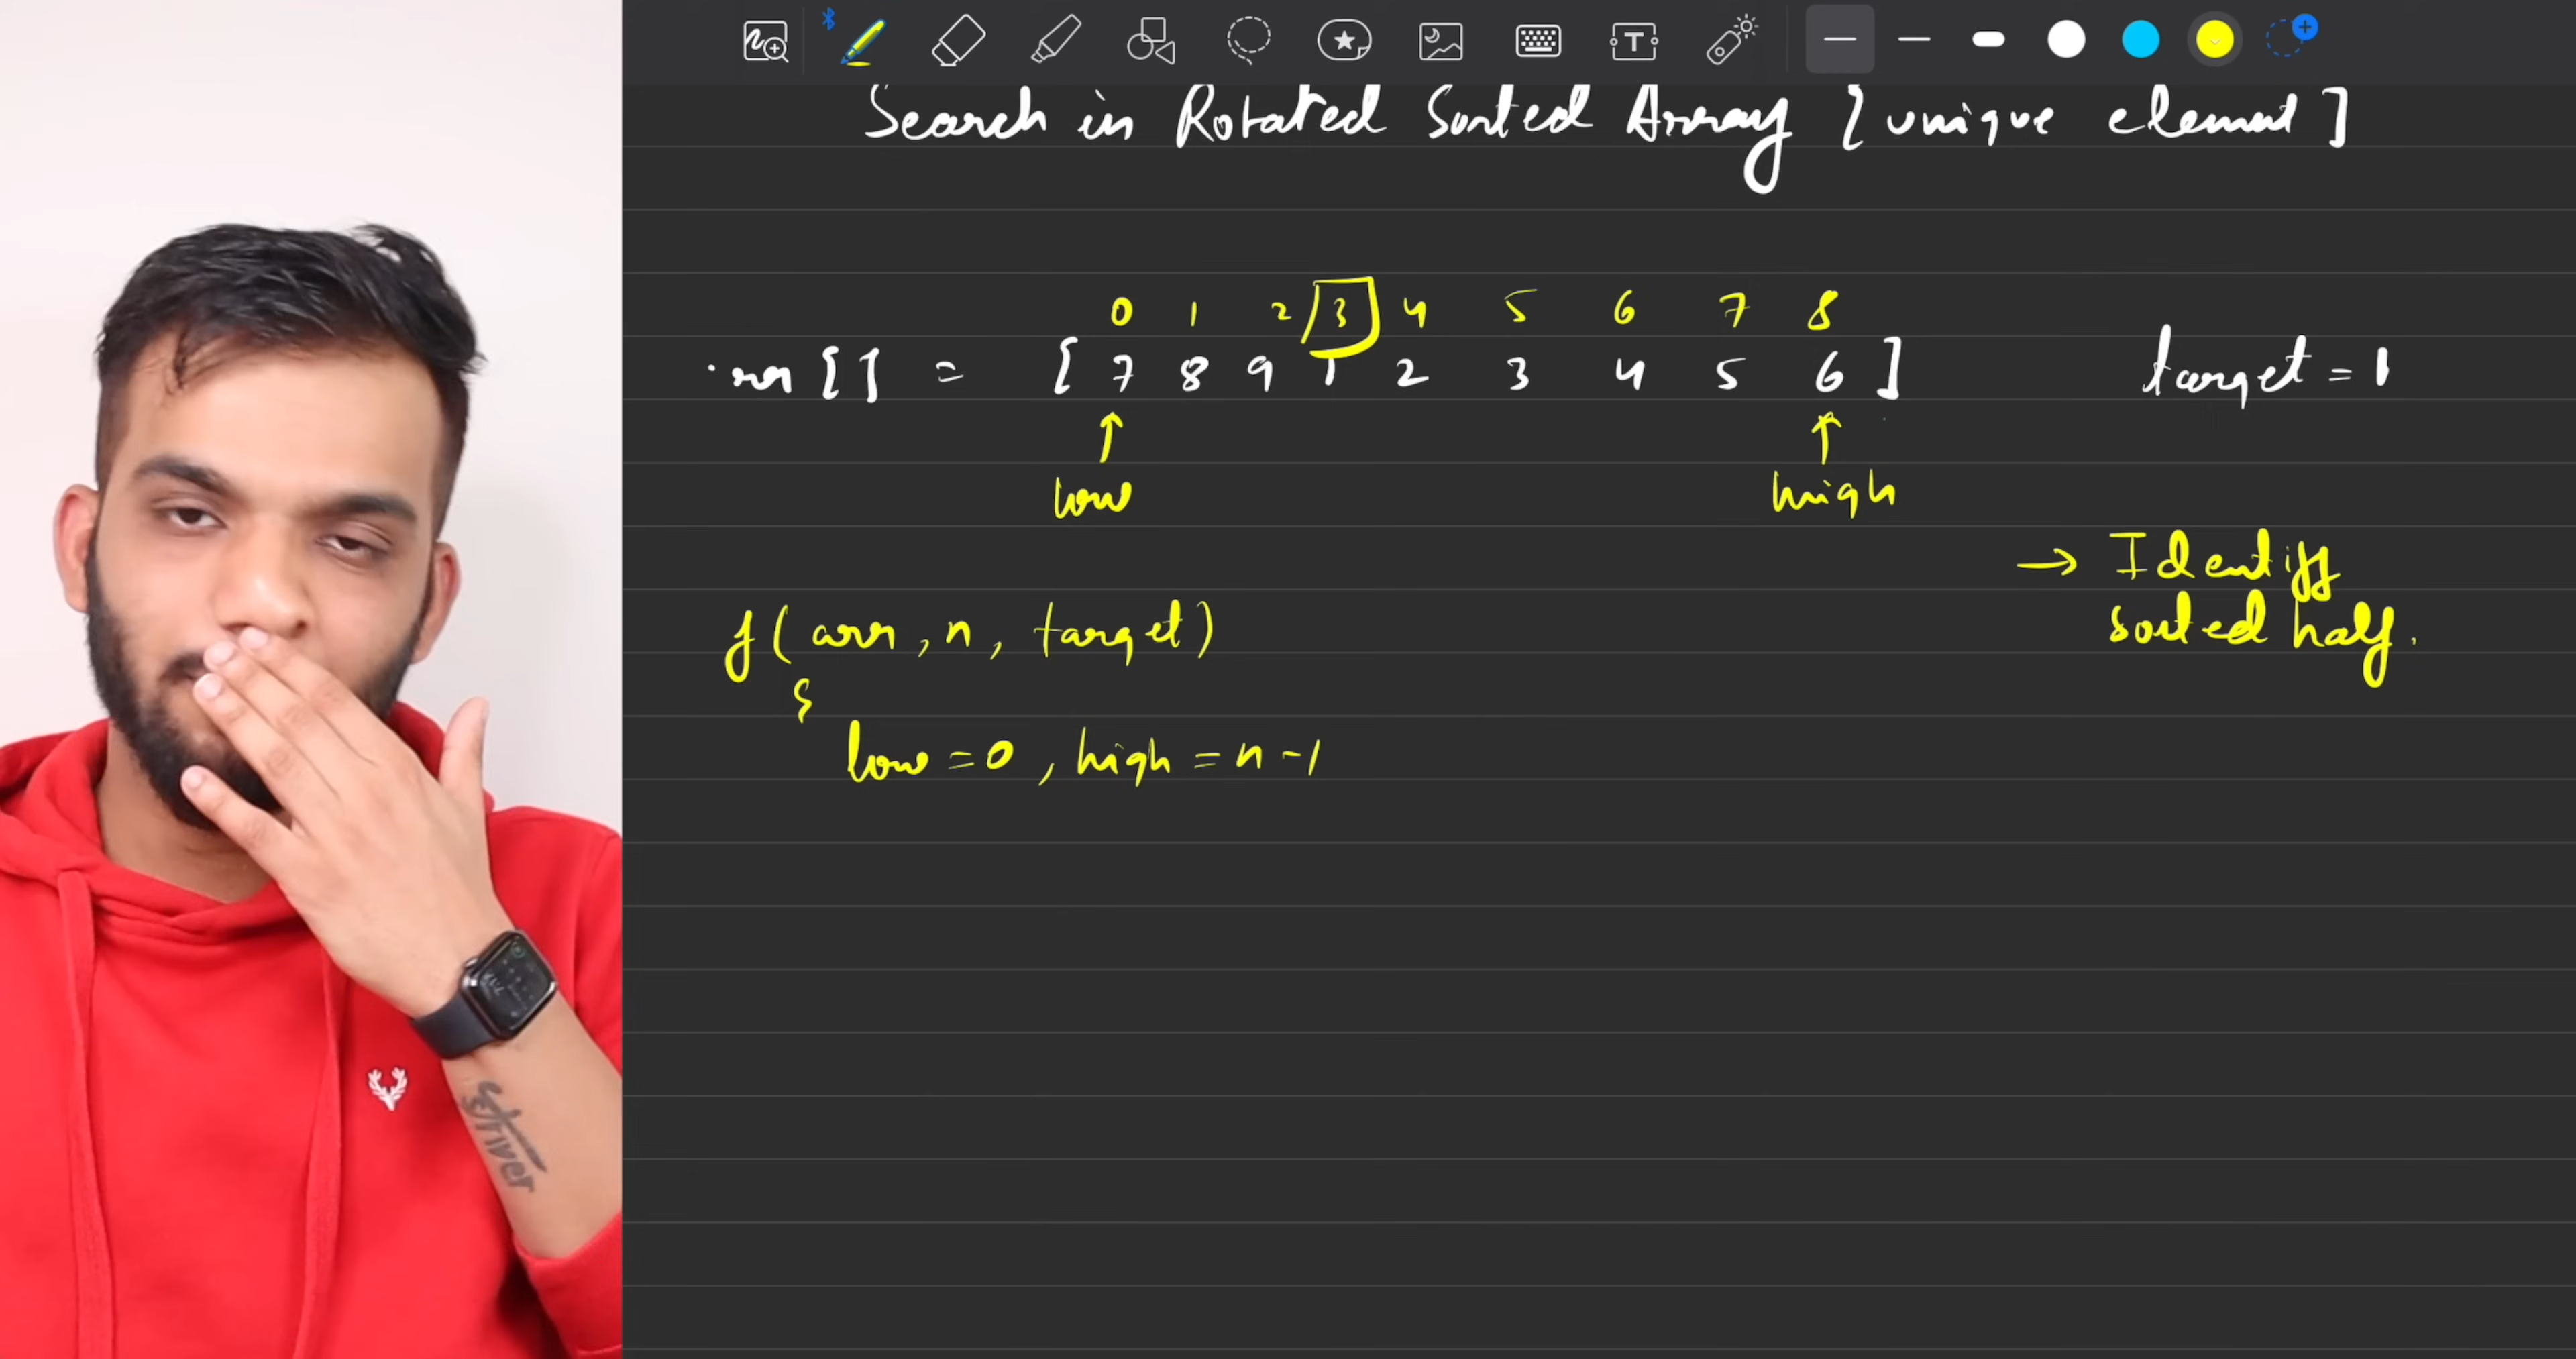 Search in Rotated Sorted Array [unique element]
0 1 2 3 4 5 6 7 8
arr[] = [7 8 9 1 2 3 4 5 6] target = 1
low high
→ Identify
sorted half.
f(arr, n, target)
{
low = 0, high = n-1
striver